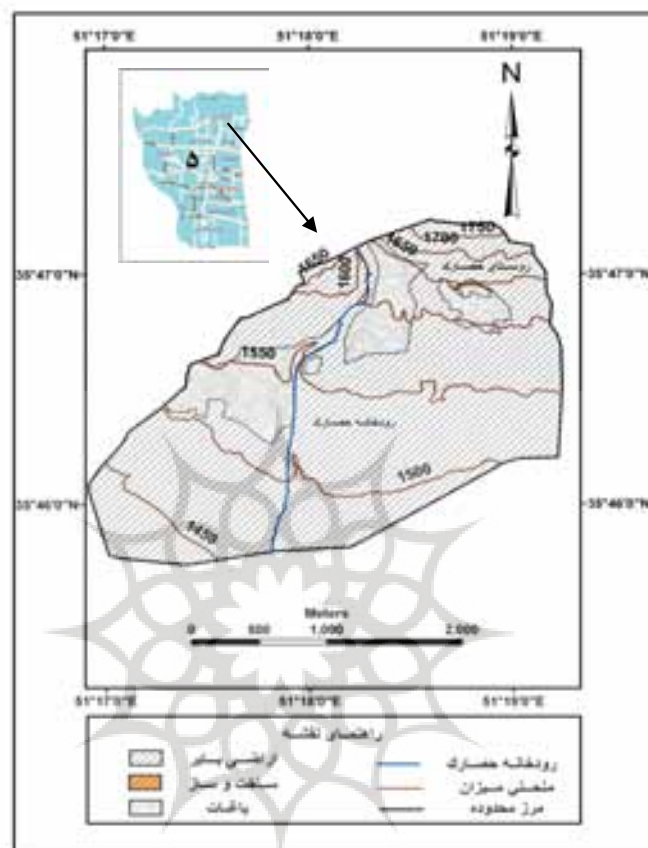 51°17'0"E 51°18'0"E 51°19'0"E
N
۵
1750
1700
1650
1650
1600
روستای حصارک
35°47'0"N 35°47'0"N
1550
رودخانه حصارک
1500
35°46'0"N 35°46'0"N
1450
Meters
0 500 1,000 2,000
51°17'0"E 51°18'0"E 51°19'0"E
راهنمای نقشه
رودخانه حصارک اراضی بایر
منحنی میزان ساخت و ساز
مرز محدوده باغات